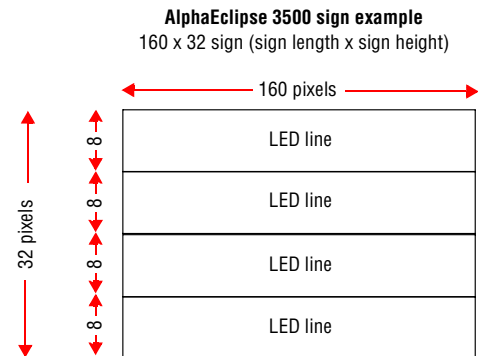 AlphaEclipse 3500 sign example
160 x 32 sign (sign length x sign height)
160 pixels
32 pixels
8
LED line
8
LED line
8
LED line
8
LED line